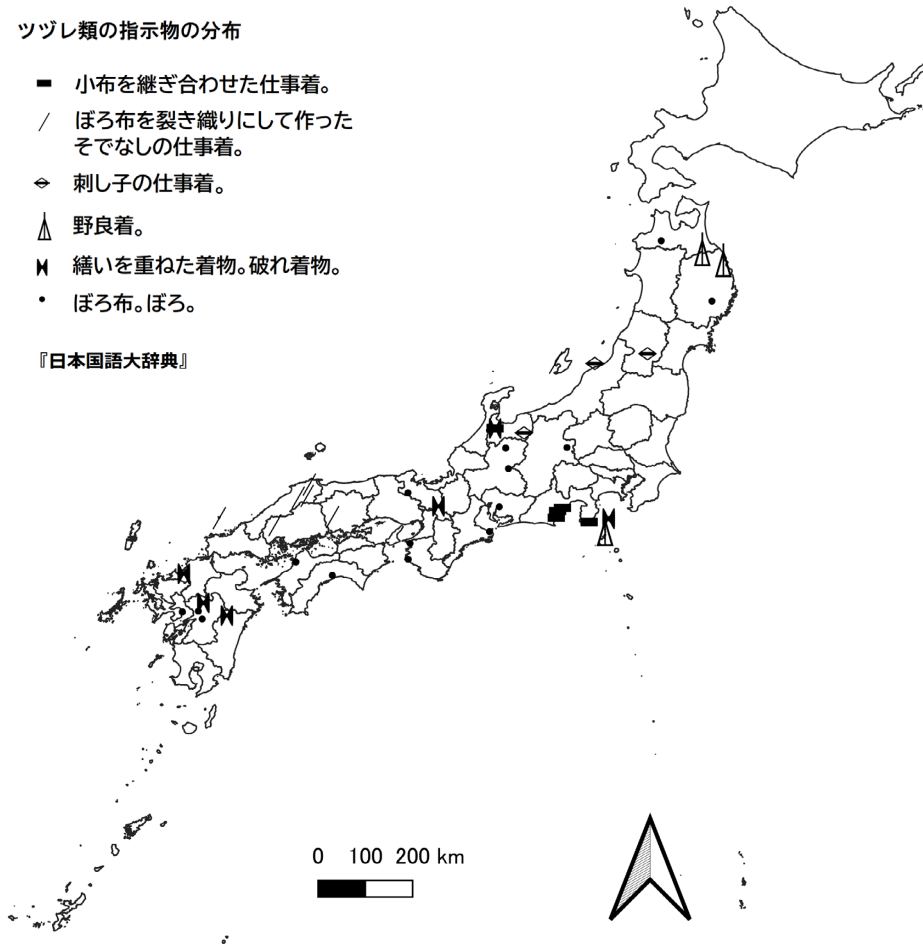 ツヅレ類の指示物の分布
小布を継ぎ合わせた仕事着。
ぼろ布を裂き織りにして作った
そでなしの仕事着。
刺し子の仕事着。
野良着。
繕いを重ねた着物。破れ着物。
ぼろ布。ぼろ。
『日本国語大辞典』
0 100 200 km